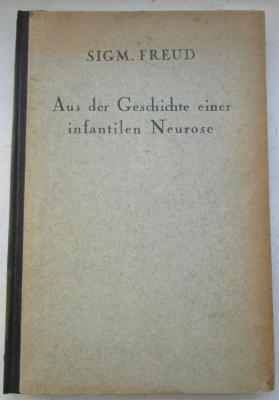 SIGM. FREUD
Aus der Geschichte einer
infantilen Neurose